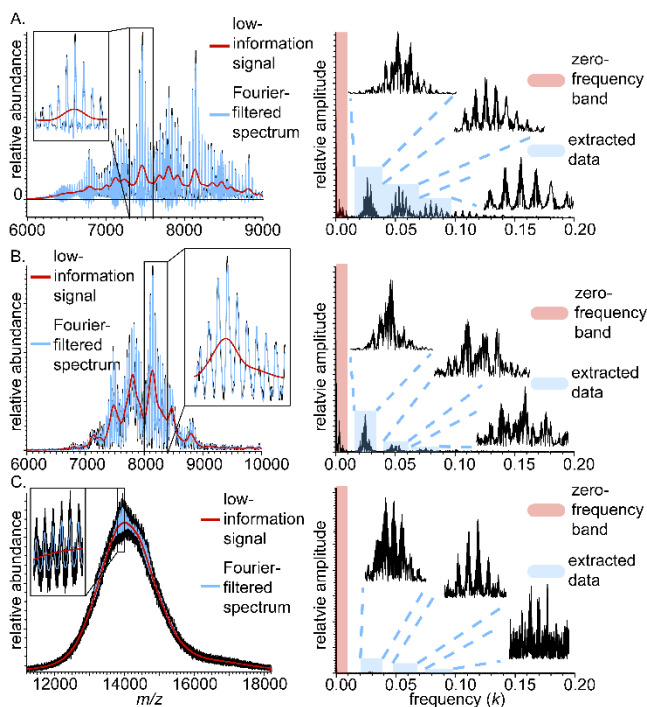 A.
low-
information
signal
Fourier-
filtered
spectrum
relative abundance
0
6000 7000 8000 9000
zero-
frequency
band
extracted
data
relatvie amplitude
0.00 0.05 0.10 0.15 0.20
B.
low-
information
signal
Fourier-
filtered
spectrum
relative abundance
6000 7000 8000 9000 10000
zero-
frequency
band
extracted
data
relatvie amplitude
0.00 0.05 0.10 0.15 0.20
C.
low-
information
signal
Fourier-
filtered
spectrum
relative abundance
12000 14000 16000 18000
m/z
zero-
frequency
band
extracted
data
relatvie amplitude
0.00 0.05 0.10 0.15 0.20
frequency (k)